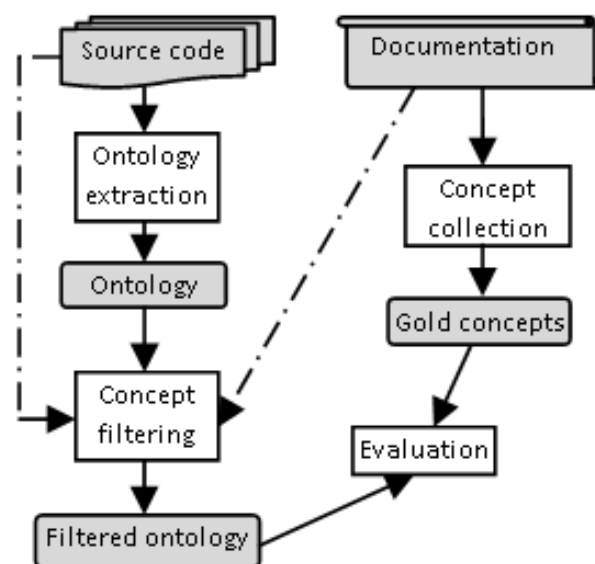 Source code
Documentation
Ontology
extraction
Concept
collection
Ontology
Gold concepts
Concept
filtering
Evaluation
Filtered ontology